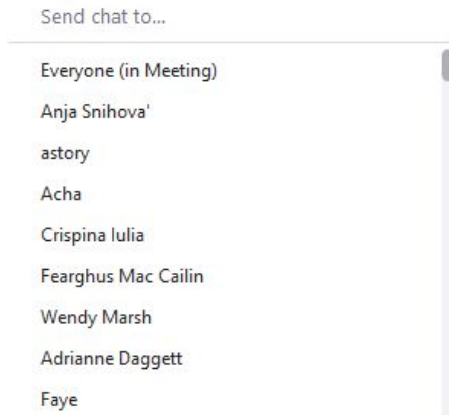 Send chat to...
Everyone (in Meeting)
Anja Snihova'
astory
Acha
Crispina Iulia
Fearghus Mac Cailin
Wendy Marsh
Adrianne Daggett
Faye